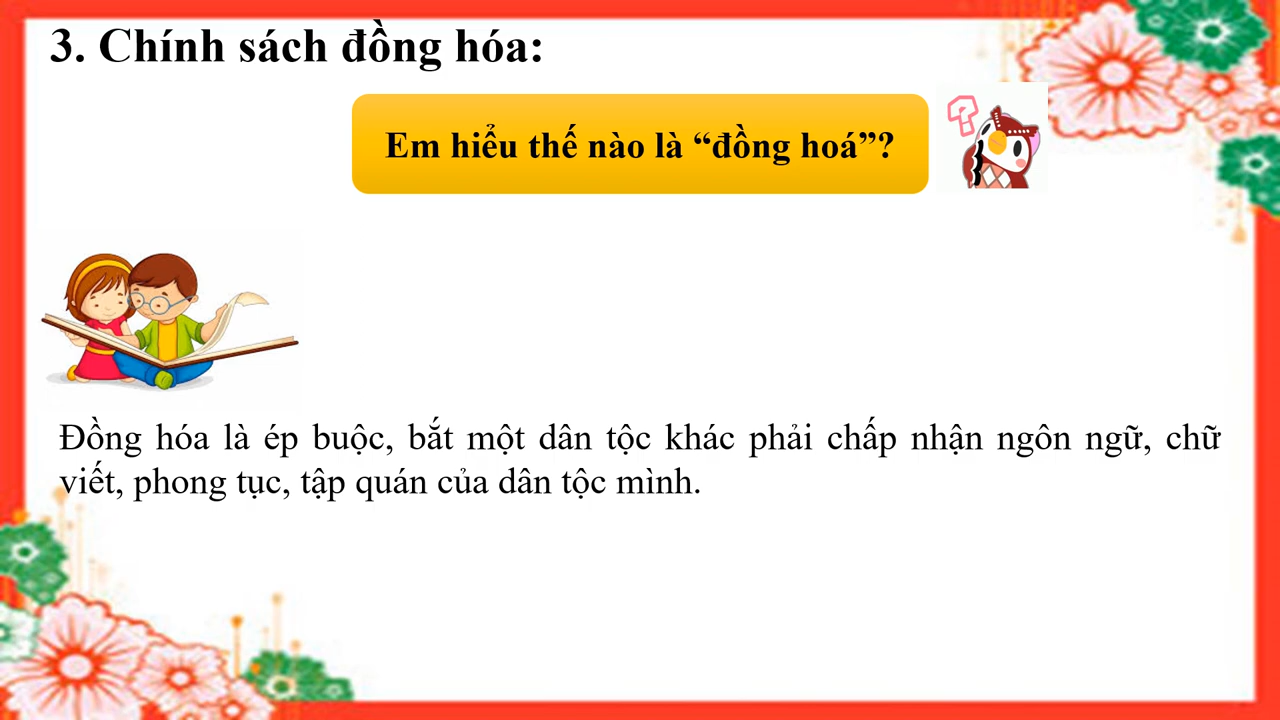 3. Chính sách đồng hóa:
Em hiểu thế nào là “đồng hoá”?
Đồng hóa là ép buộc, bắt một dân tộc khác phải chấp nhận ngôn ngữ, chữ
viết, phong tục, tập quán của dân tộc mình.